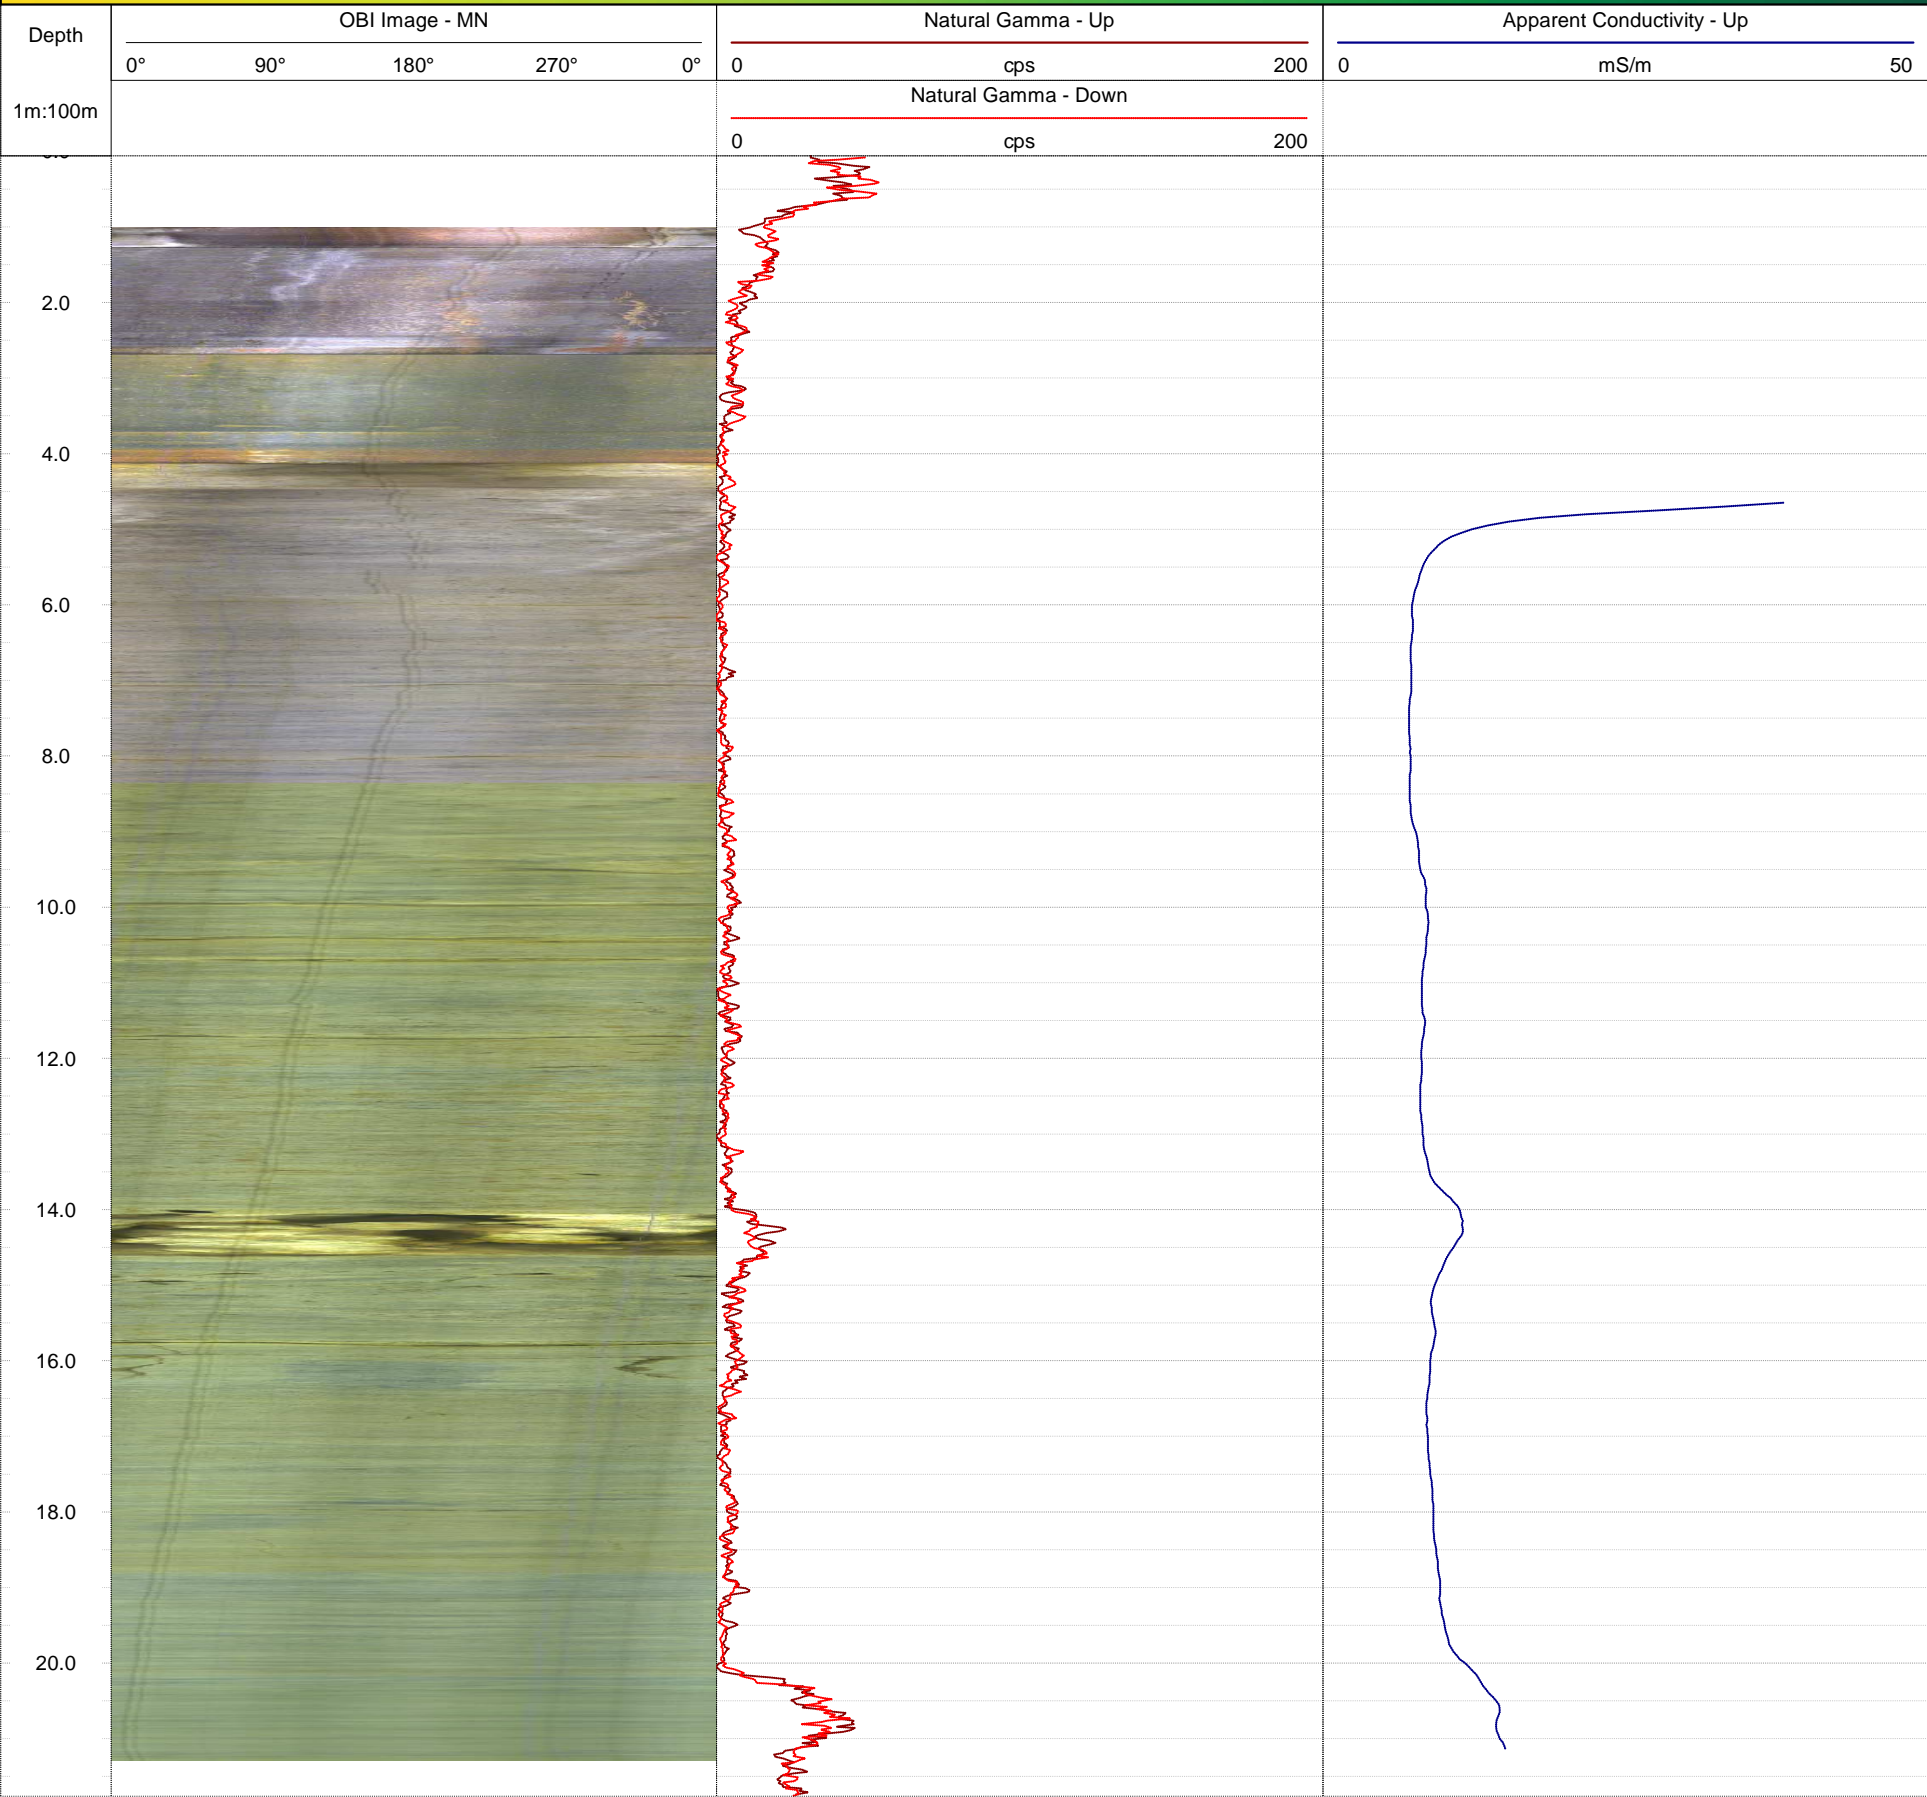 Depth
1m:100m
OBI Image - MN
0° 90° 180° 270° 0°
Natural Gamma - Up
0 cps 200
Natural Gamma - Down
0 cps 200
Apparent Conductivity - Up
0 mS/m 50
2.0
4.0
6.0
8.0
10.0
12.0
14.0
16.0
18.0
20.0